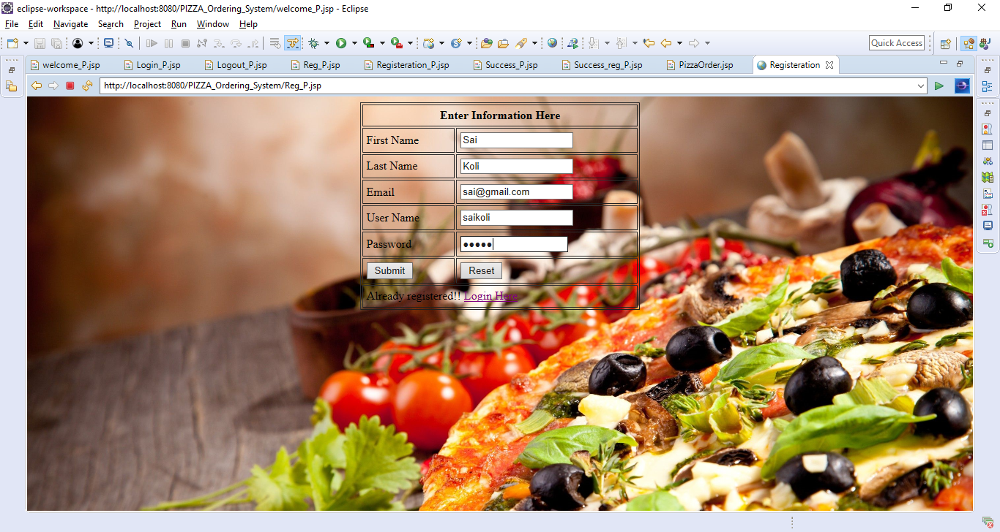 eclipse-workspace - http://localhost:8080/PIZZA_Ordering_System/welcome_P.jsp - Eclipse
File Edit Navigate Search Project Run Window Help
Quick Access
welcome_P.jsp Login_P.jsp Logout_P.jsp Reg_P.jsp Registeration_P.jsp Success_P.jsp Success_reg_P.jsp PizzaOrder.jsp Registeration
http://localhost:8080/PIZZA_Ordering_System/Reg_P.jsp
Enter Information Here
First Name Sai
Last Name Koli
Email sai@gmail.com
User Name saikoli
Password •••••
Submit Reset
Already registered!! Login Here